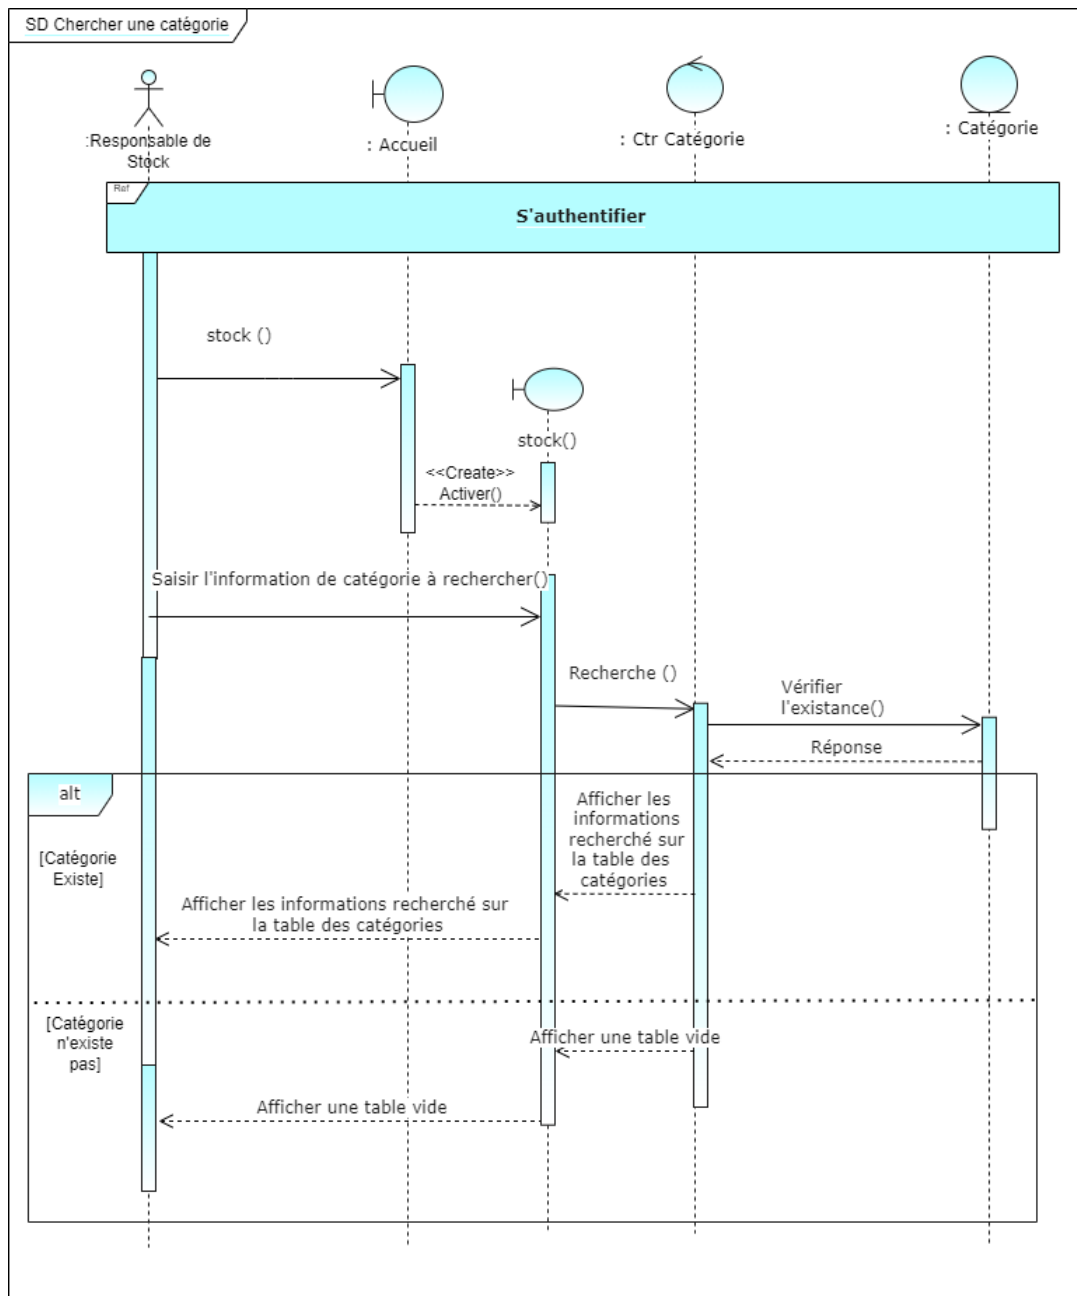 SD Chercher une catégorie
:Responsable de
Stock
: Accueil
: Ctr Catégorie
: Catégorie
Ref
S'authentifier
stock ()
stock()
<<Create>>
Activer()
Saisir l'information de catégorie à rechercher()
Recherche ()
Vérifier
l'existance()
Réponse
alt
Afficher les
informations
recherché sur
la table des
catégories
[Catégorie
Existe]
Afficher les informations recherché sur
la table des catégories
[Catégorie
n'existe
pas]
Afficher une table vide
Afficher une table vide